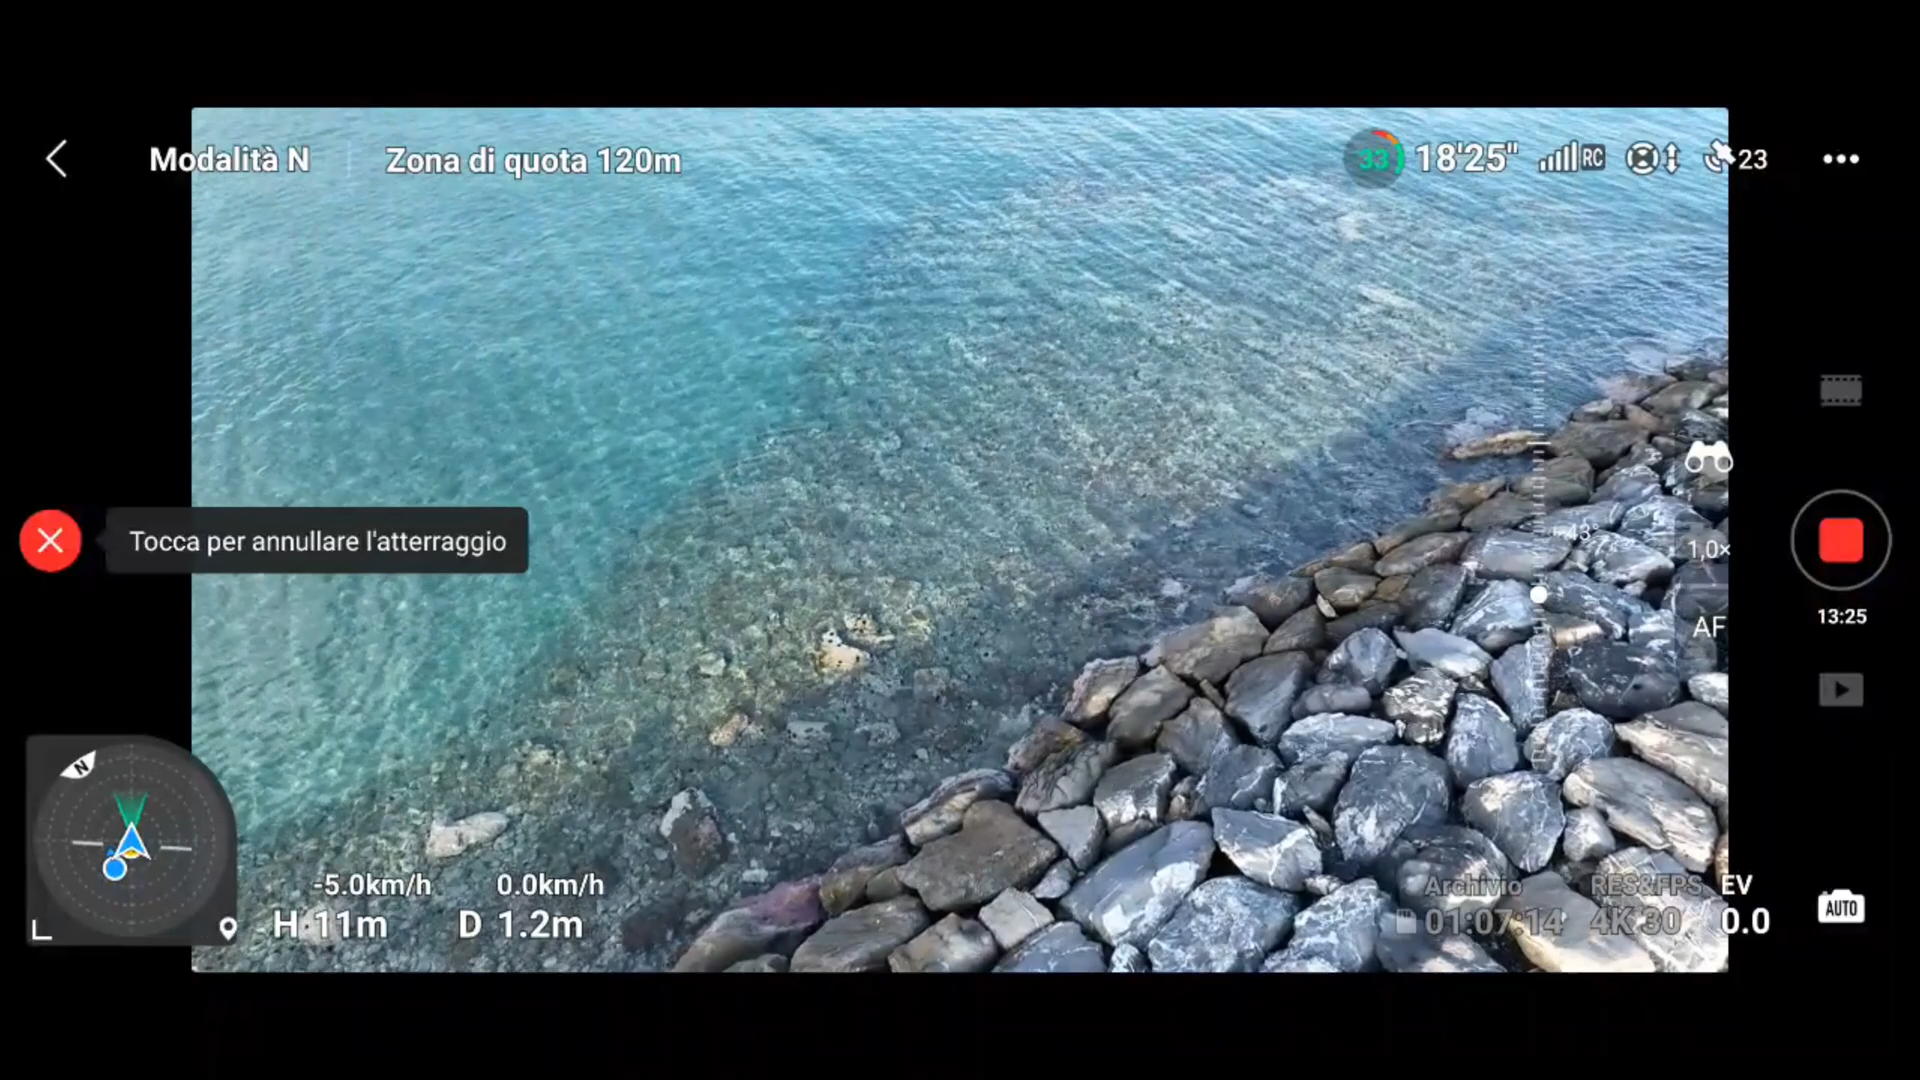 Modalità N
Zona di quota 120m
33
18'25"
RC
23
Tocca per annullare l'atterraggio
-43°
1,0×
AF
13:25
N
-5.0km/h
0.0km/h
H 11m
D 1.2m
L
Archivio
01:07:14
RES&FPS
4K 30
EV
0.0
AUTO